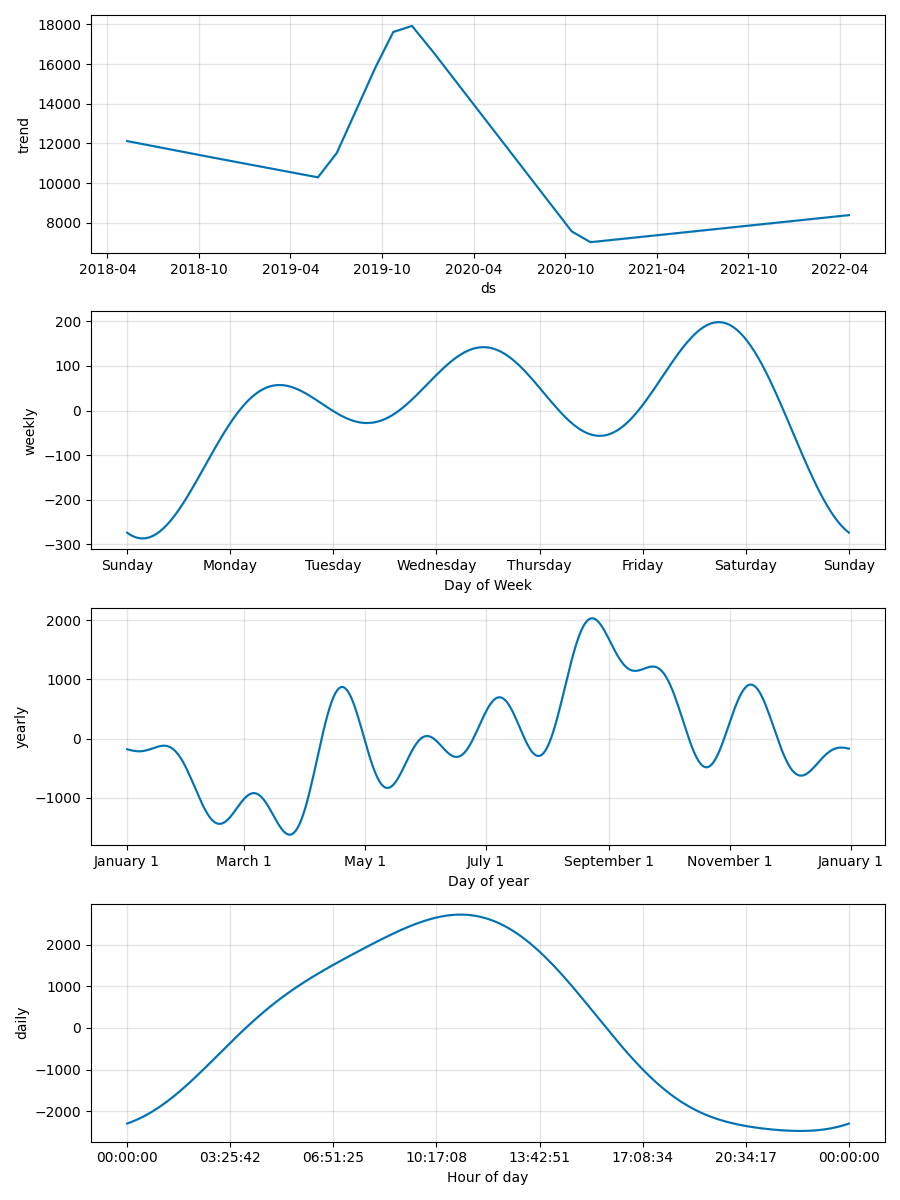 18000
16000
14000
12000
10000
8000
trend
2018-04 2018-10 2019-04 2019-10 2020-04 2020-10 2021-04 2021-10 2022-04
ds
200
100
0
−100
−200
−300
weekly
Sunday Monday Tuesday Wednesday Thursday Friday Saturday Sunday
Day of Week
2000
1000
0
−1000
yearly
January 1 March 1 May 1 July 1 September 1 November 1 January 1
Day of year
2000
1000
0
−1000
−2000
daily
00:00:00 03:25:42 06:51:25 10:17:08 13:42:51 17:08:34 20:34:17 00:00:00
Hour of day